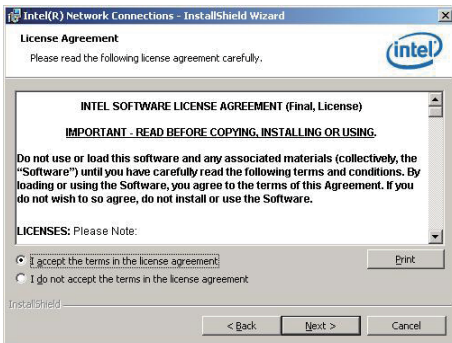 Intel(R) Network Connections - InstallShield Wizard
License Agreement
Please read the following license agreement carefully.
intel
INTEL SOFTWARE LICENSE AGREEMENT (Final, License)
IMPORTANT - READ BEFORE COPYING, INSTALLING OR USING.
Do not use or load this software and any associated materials (collectively, the
"Software") until you have carefully read the following terms and conditions. By
loading or using the Software, you agree to the terms of this Agreement. If you
do not wish to so agree, do not install or use the Software.
LICENSES: Please Note:
I accept the terms in the license agreement
Print
I do not accept the terms in the license agreement
InstallShield
< Back
Next >
Cancel